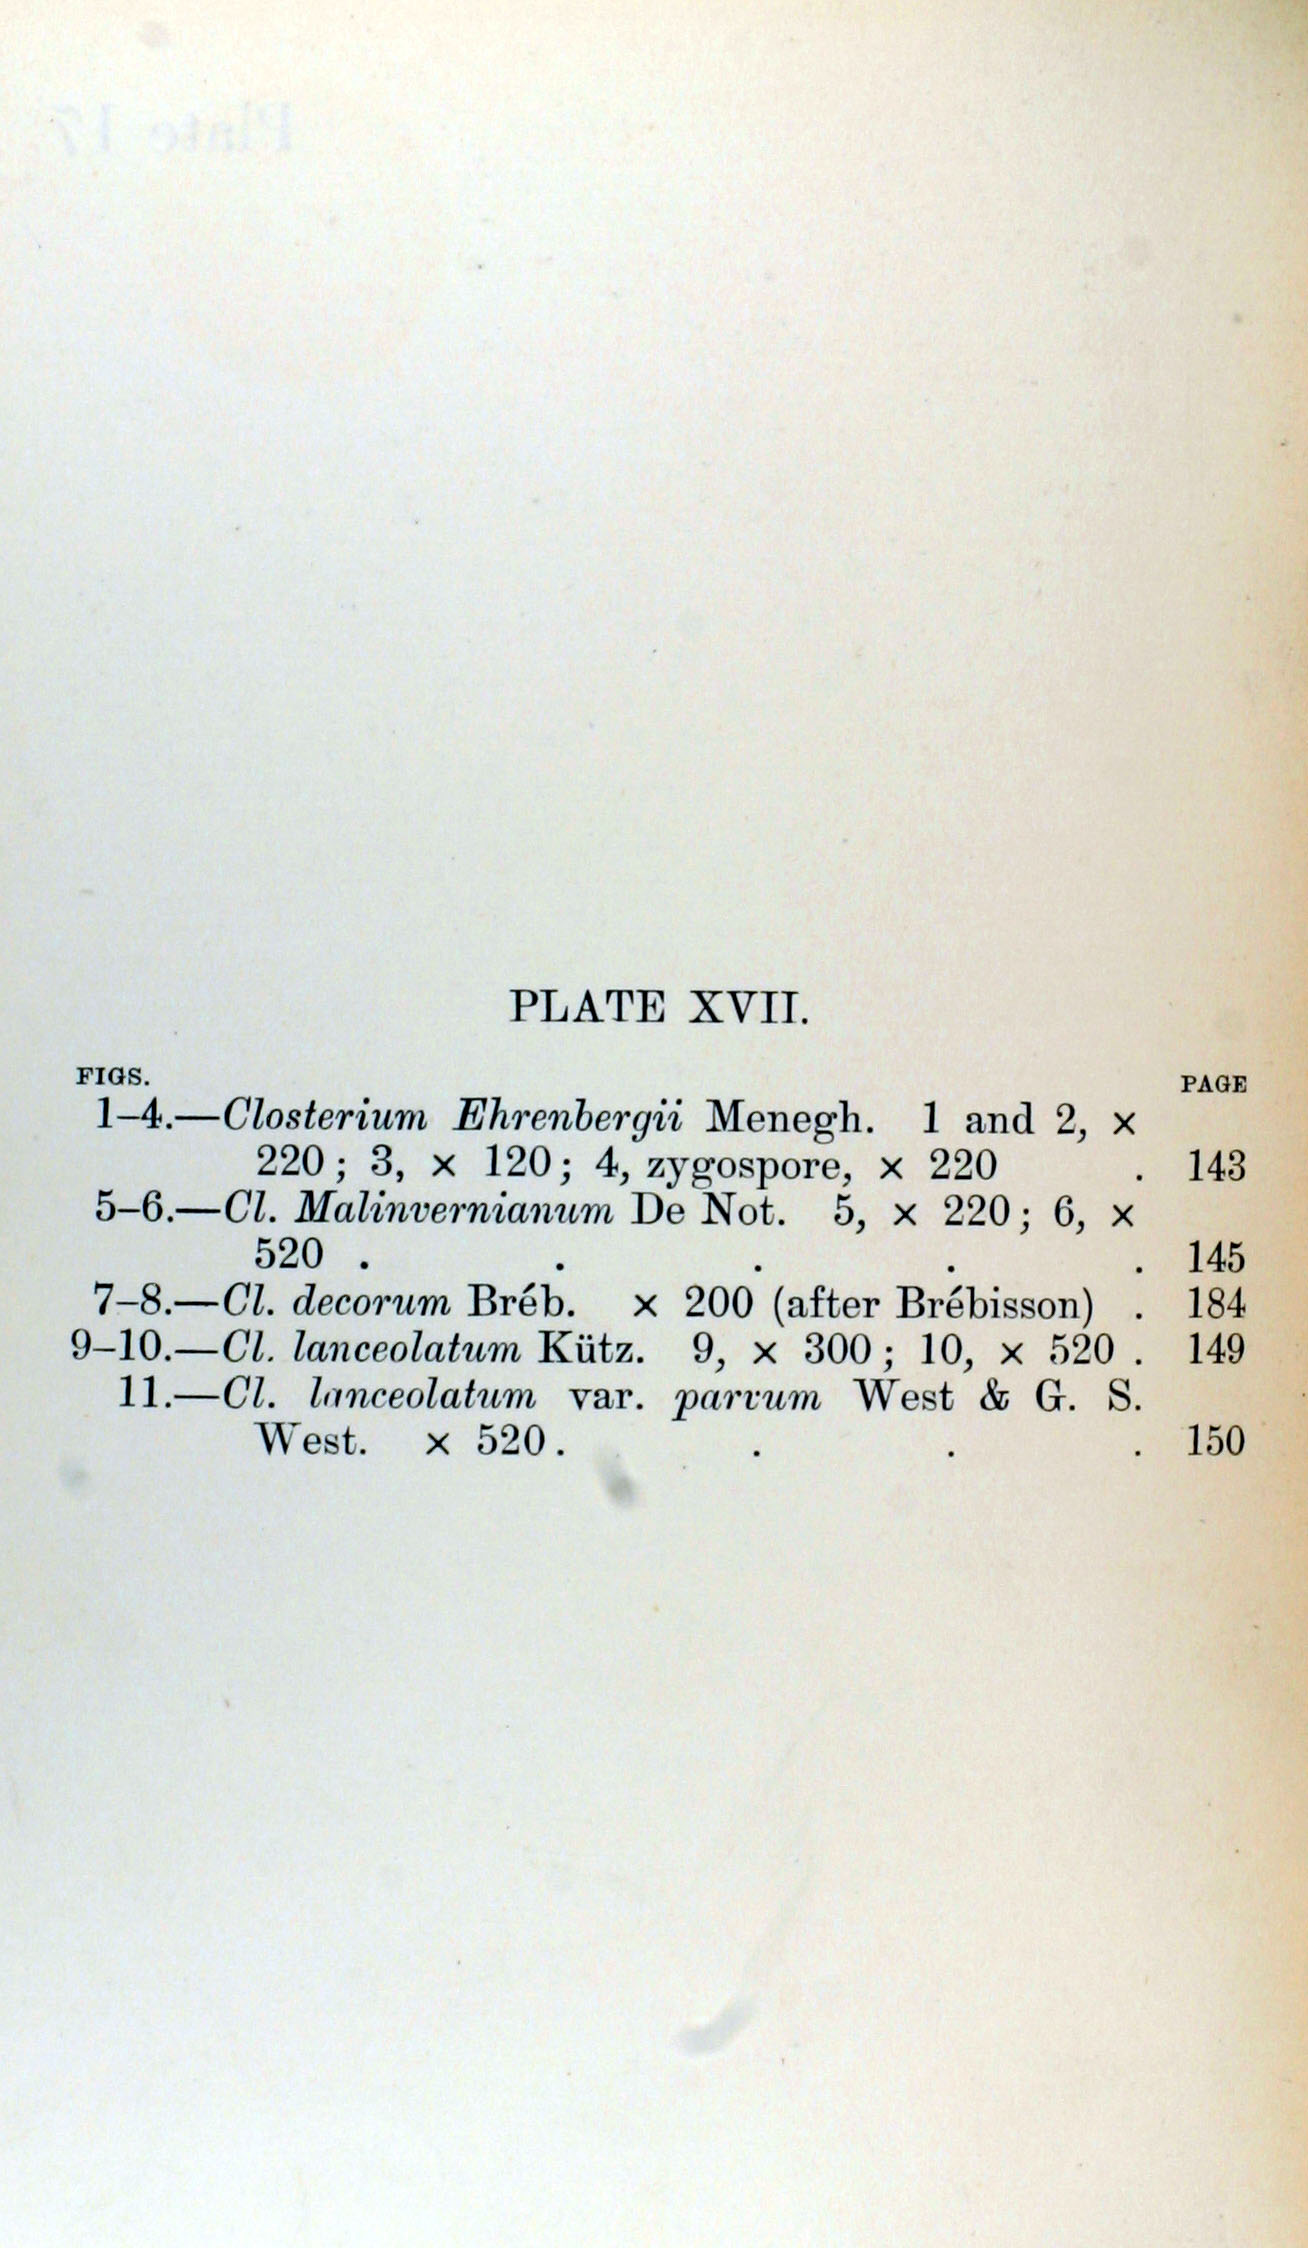 PLATE XVII.
FIGS. PAGE
1–4.—Closterium Ehrenbergii Menegh. 1 and 2, ×
220 ; 3, × 120 ; 4, zygospore, × 220 . 143
5–6.—Cl. Malinvernianum De Not. 5, × 220 ; 6, ×
520 . . . . . 145
7–8.—Cl. decorum Bréb. × 200 (after Brébisson) . 184
9–10.—Cl. lanceolatum Kütz. 9, × 300 ; 10, × 520 . 149
11.—Cl. lanceolatum var. parvum West & G. S.
West. × 520 . . . . 150